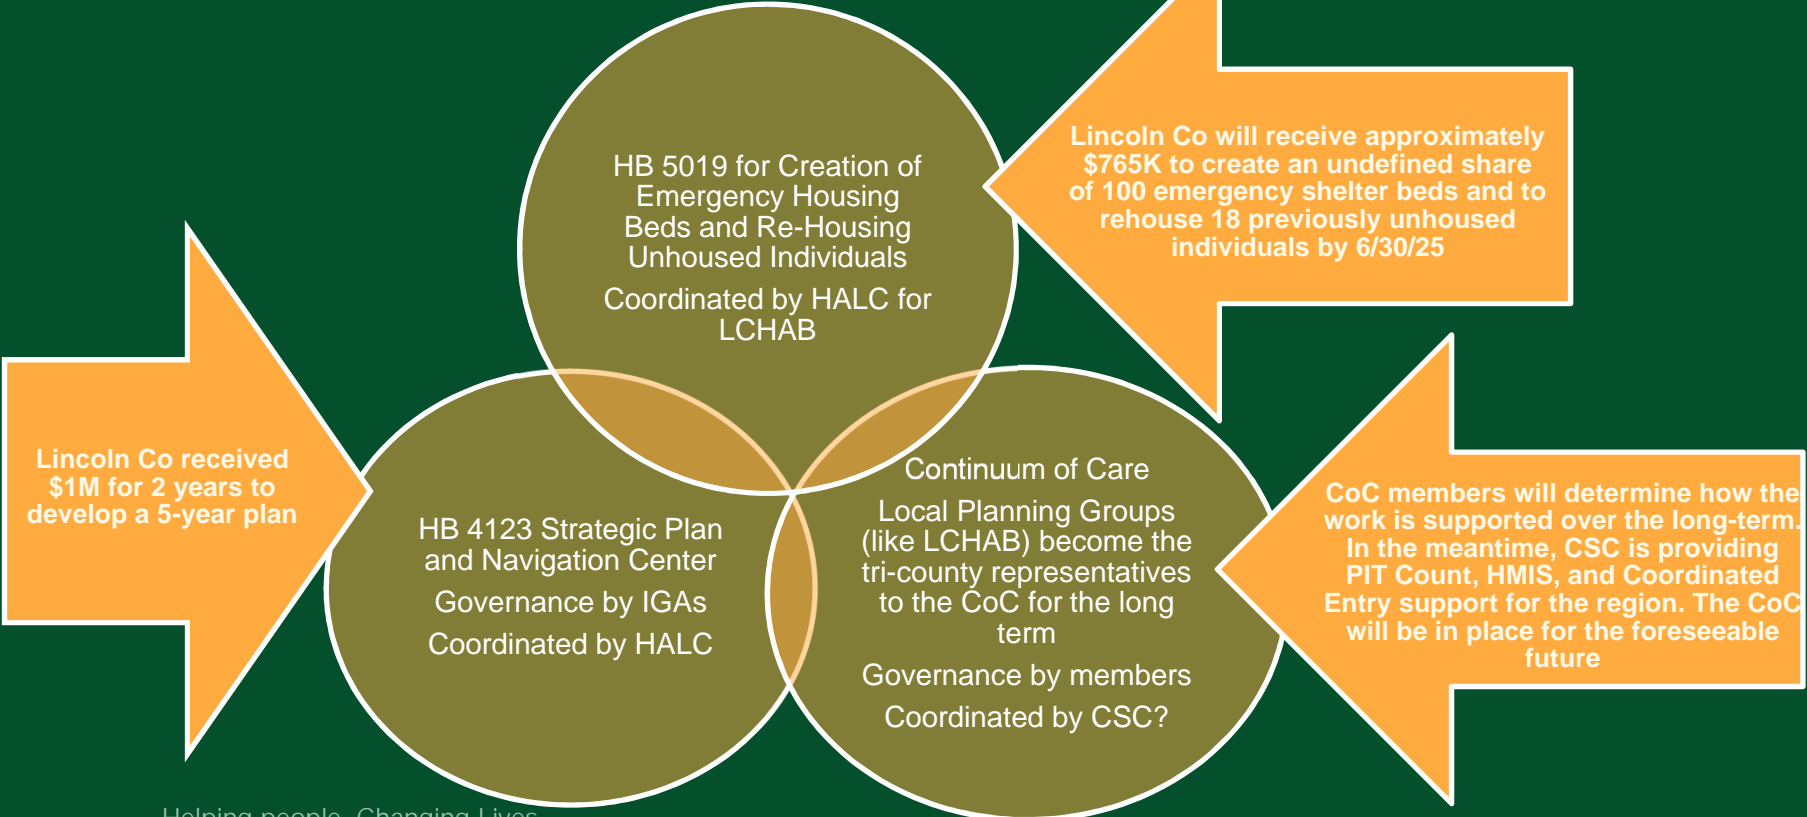 HB 5019 for Creation of
Emergency Housing
Beds and Re-Housing
Unhoused Individuals
Coordinated by HALC for
LCHAB
Lincoln Co will receive approximately
$765K to create an undefined share
of 100 emergency shelter beds and to
rehouse 18 previously unhoused
individuals by 6/30/25
Lincoln Co received
$1M for 2 years to
develop a 5-year plan
HB 4123 Strategic Plan
and Navigation Center
Governance by IGAs
Coordinated by HALC
Continuum of Care
Local Planning Groups
(like LCHAB) become the
tri-county representatives
to the CoC for the long
term
Governance by members
Coordinated by CSC?
CoC members will determine how the
work is supported over the long-term.
In the meantime, CSC is providing
PIT Count, HMIS, and Coordinated
Entry support for the region. The CoC
will be in place for the foreseeable
future
Helping people. Changing Lives.